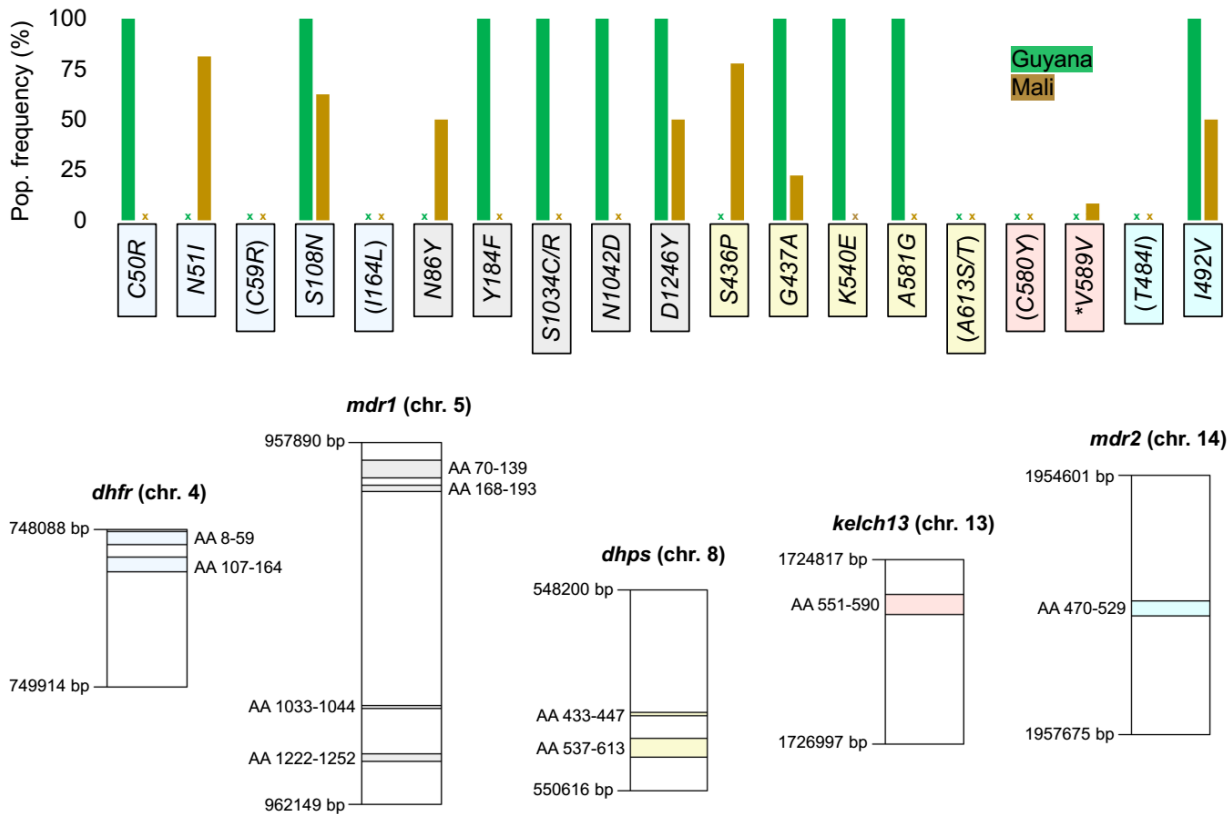 Pop. frequency (%)
100
75
50
25
0
Guyana
Mali
x x x x x x x x x x x x x x x x x x x x x x x
C50R
N51I
(C59R)
S108N
(I164L)
N86Y
Y184F
S1034C/R
N1042D
D1246Y
S436P
G437A
K540E
A581G
(A613S/T)
(C580Y)
*V589V
(T484I)
I492V
dhfr (chr. 4)
748088 bp
AA 8-59
AA 107-164
749914 bp
mdr1 (chr. 5)
957890 bp
AA 70-139
AA 168-193
AA 1033-1044
AA 1222-1252
962149 bp
dhps (chr. 8)
548200 bp
AA 433-447
AA 537-613
550616 bp
kelch13 (chr. 13)
1724817 bp
AA 551-590
1726997 bp
mdr2 (chr. 14)
1954601 bp
AA 470-529
1957675 bp